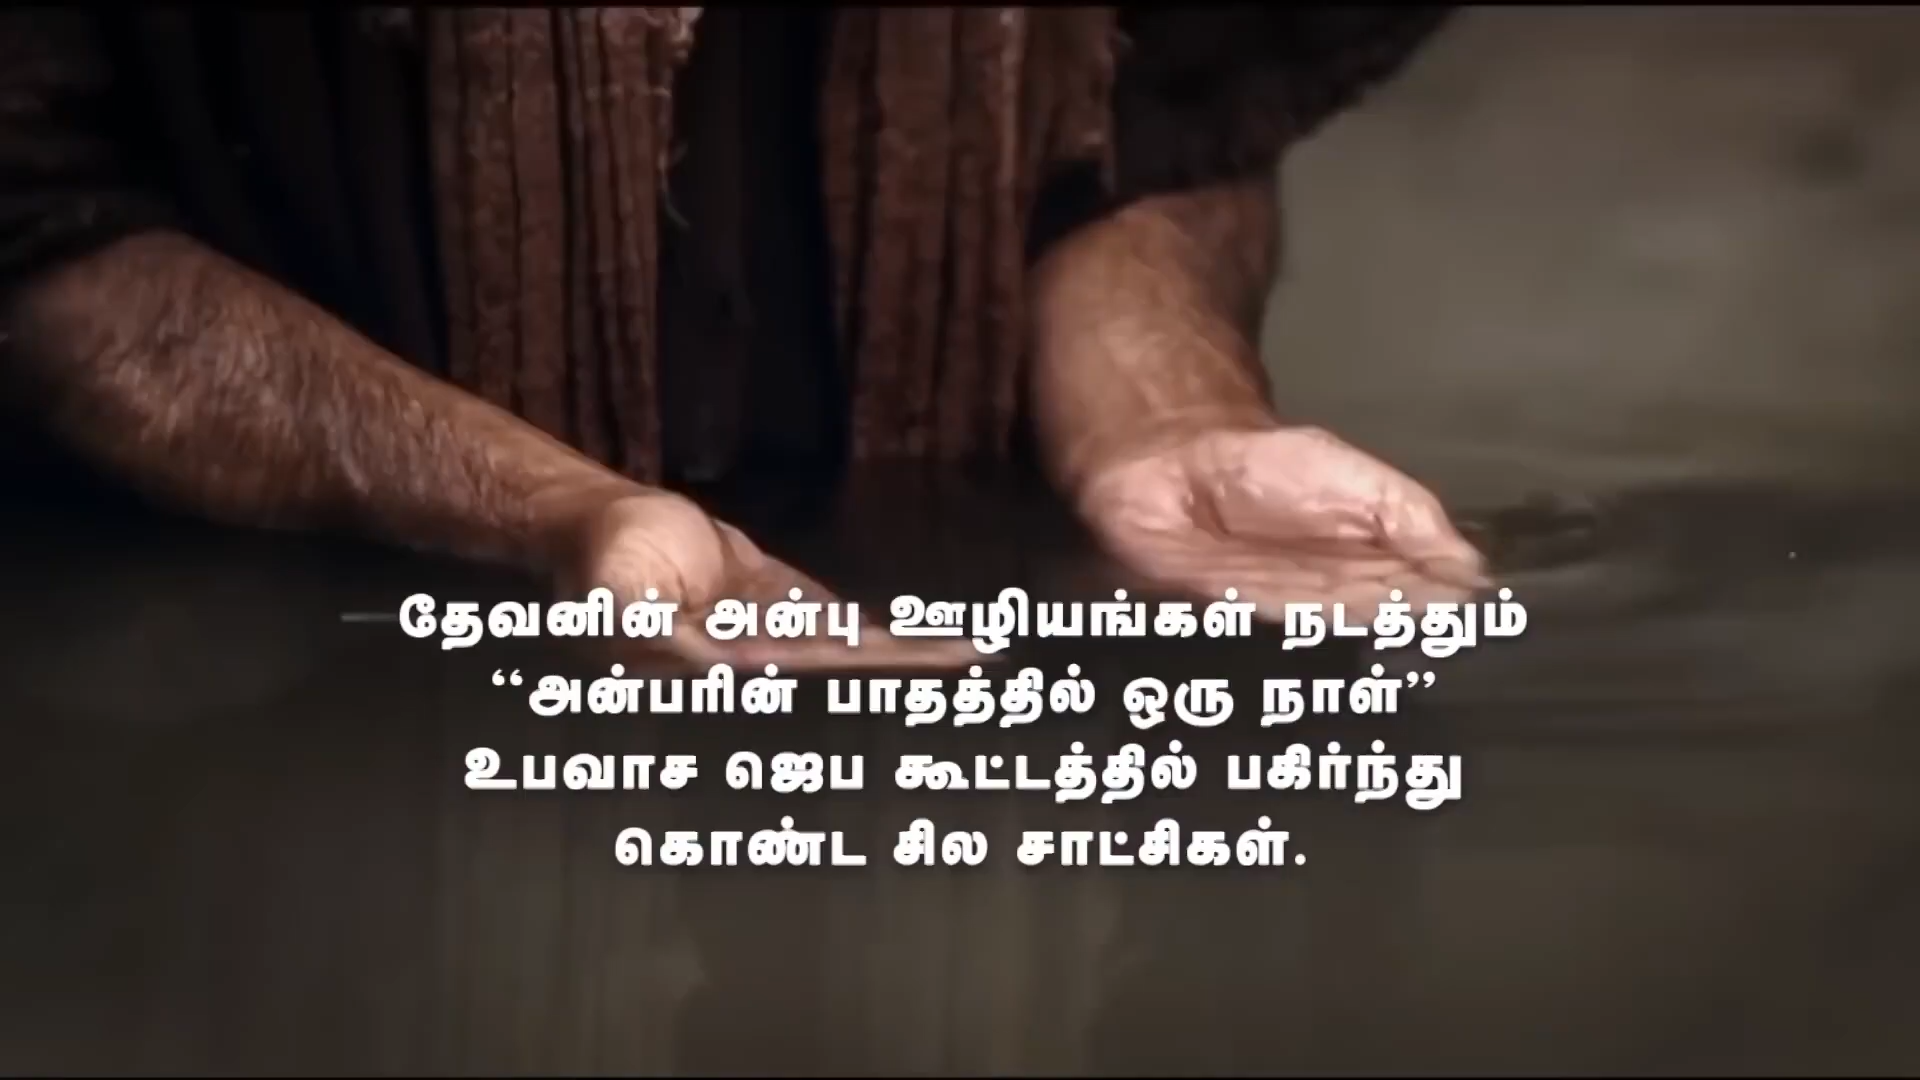 தேவனின் அன்பு ஊழியங்கள் நடத்தும்
“அன்பரின் பாதத்தில் ஒரு நாள்”
உபவாச ஜெப கூட்டத்தில் பகிர்ந்து
கொண்ட சில சாட்சிகள்.